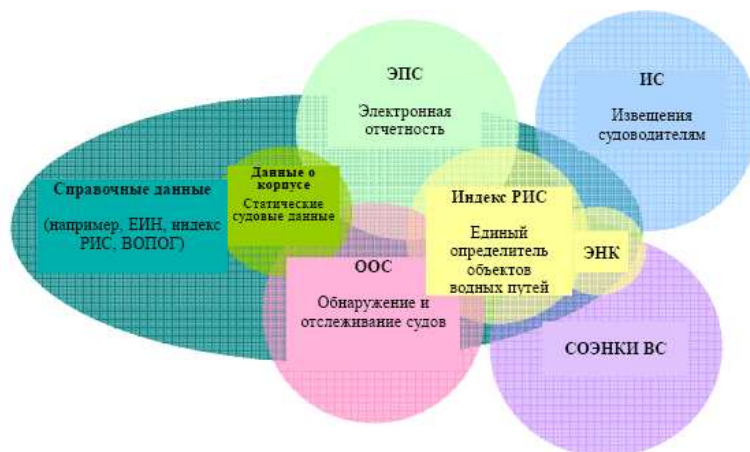 ЭПС
Электронная
отчетность
ИС
Извещения
судоводителям
Данные о
корпусе
Статические
судовые данные
Справочные данные
(например, ЕИН, индекс
РИС, ВОПОГ)
Индекс РИС
Единый
определитель
объектов
водных путей
ЭНК
ООС
Обнаружение и
отслеживание судов
СОЭНКИ ВС